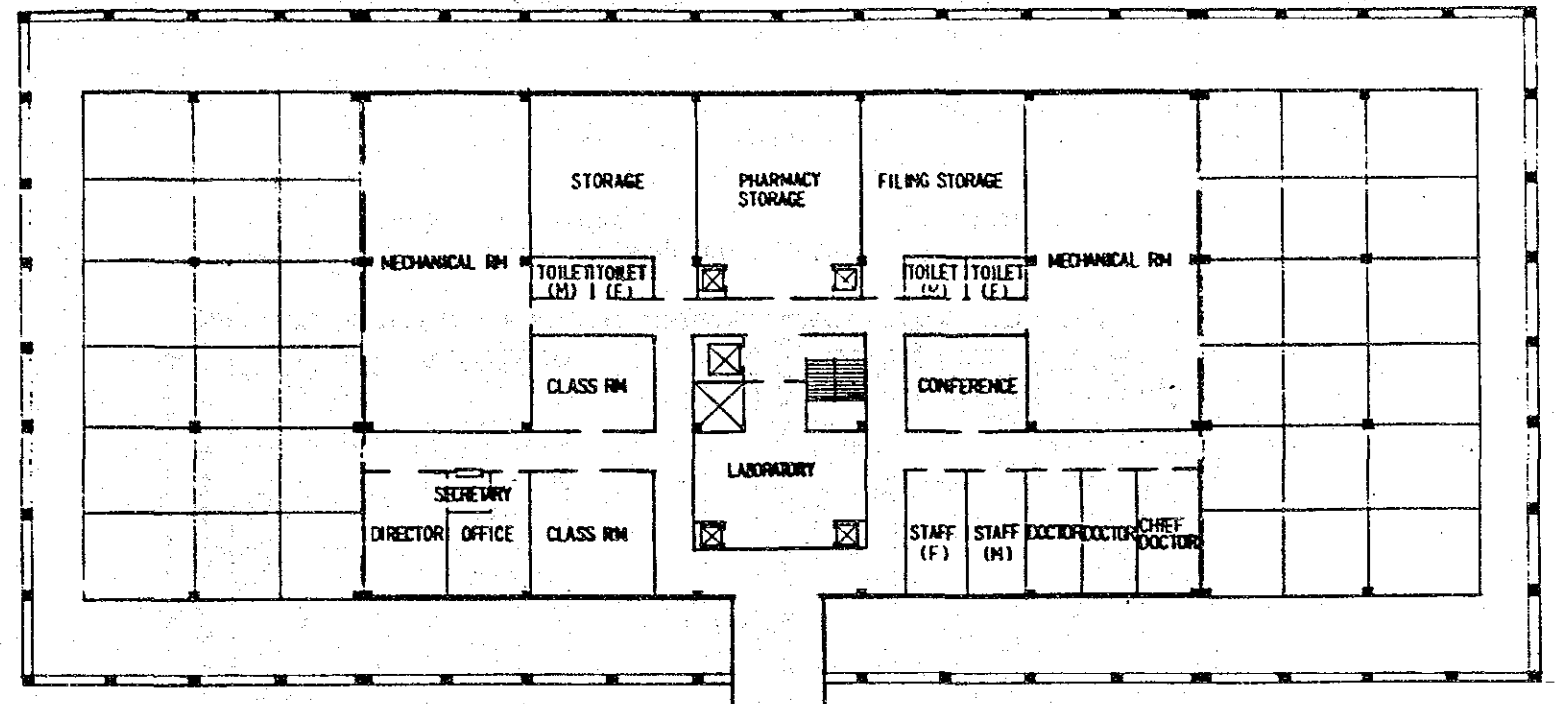 STORAGE
PHARMACY
STORAGE
FILING STORAGE
MECHANICAL RM
TOILET
(M)
TOILET
(F)
TOILET
(M)
TOILET
(F)
MECHANICAL RM
CLASS RM
CONFERENCE
LABORATORY
SECRETARY
DIRECTOR
OFFICE
CLASS RM
STAFF
(F)
STAFF
(M)
DOCTOR
DOCTOR
CHIEF
DOCTOR